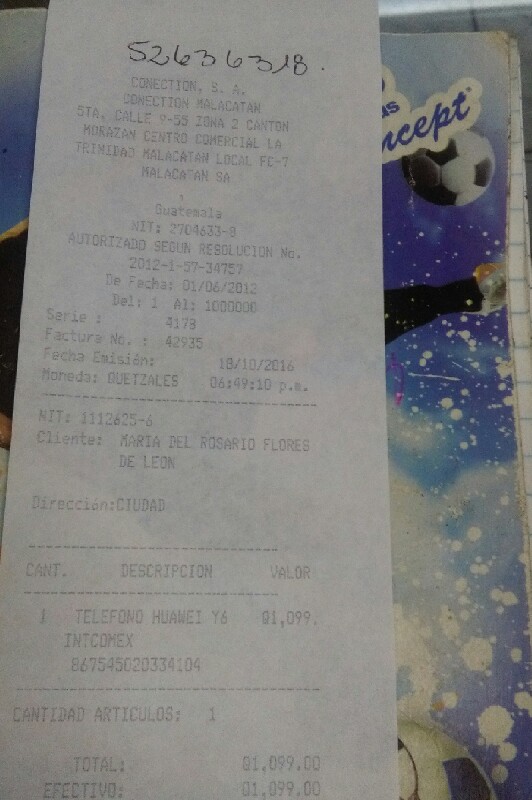 52636318.
CONECTION, S. A.
CONECTION MALACATAN
5TA. CALLE 9-55 ZONA 2 CANTON
MORAZAN CENTRO COMERCIAL LA
TRINIDAD MALACATAN LOCAL FC-7
MALACATAN SA
Guatemala
NIT: 2704633-8
AUTORIZADO SEGUN RESOLUCION No.
2012-1-57-34757
De Fecha: 01/06/2012
Del: 1 Al: 1000000
Serie : 4178
Factura No. : 42935
Fecha Emisión: 18/10/2016
Moneda: QUETZALES 06:49:10 p.m.
NIT: 1112625-6
Cliente: MARIA DEL ROSARIO FLORES
DE LEON
Dirección:CIUDAD
CANT. DESCRIPCION VALOR
1 TELEFONO HUAWEI Y6 Q1,099.
INTCOMEX
867545020334104
CANTIDAD ARTICULOS: 1
TOTAL: Q1,099.00
EFECTIVO: Q1,099.00
as
ncept